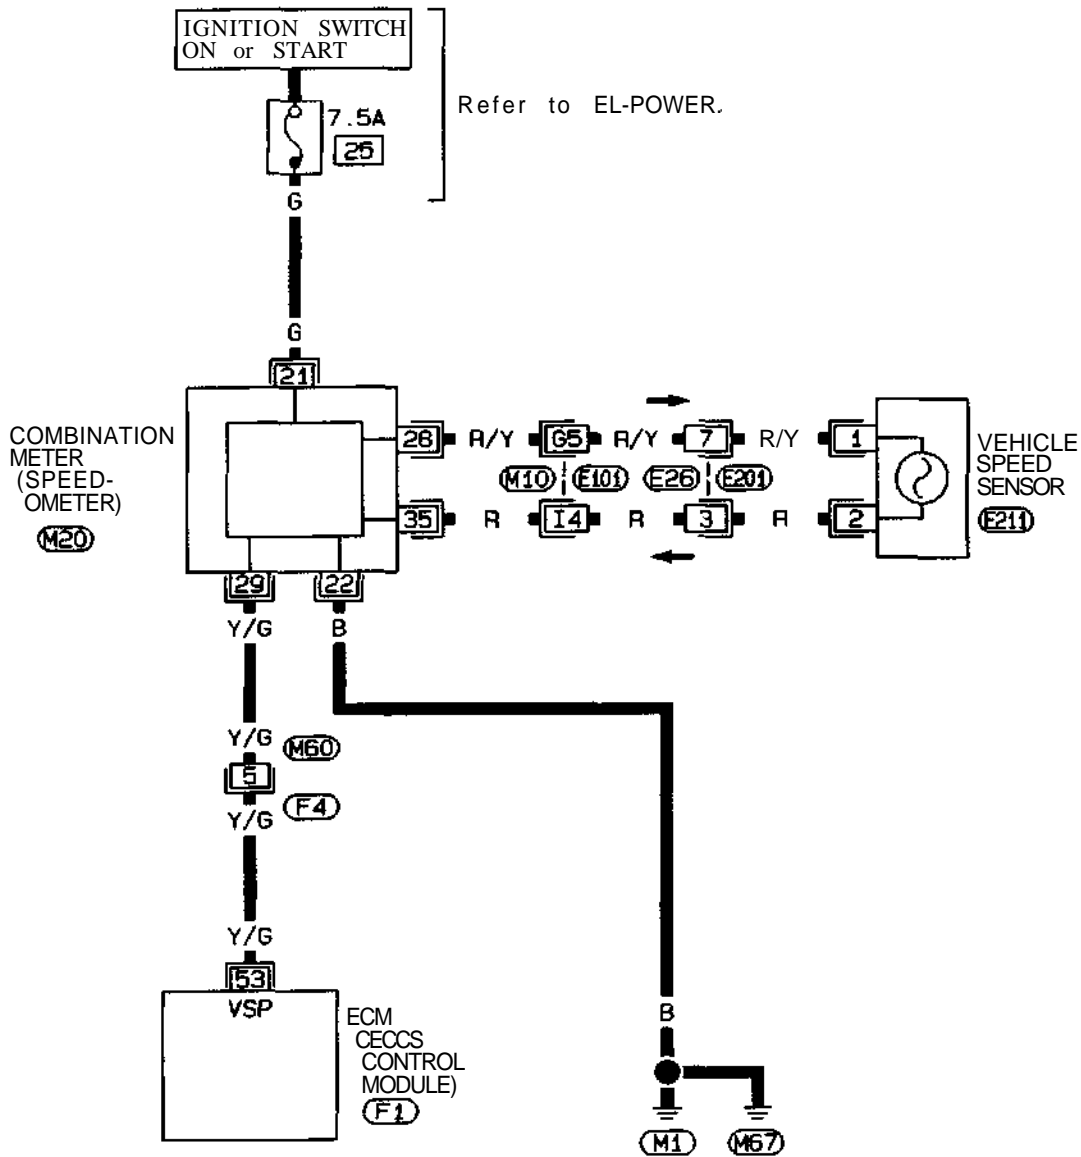 IGNITION SWITCH
ON or START
Refer to EL-POWER.
7.5A
25
G
G
21
COMBINATION
METER
(SPEED-
OMETER)
M20
28 R/Y G5 R/Y 7 R/Y 1
M10 E101 E26 E201
35 R I4 R 3 R 2
VEHICLE
SPEED
SENSOR
E211
29 22
Y/G B
Y/G M60
5
F4
Y/G
Y/G
53
VSP
ECM
CECCS
CONTROL
MODULE)
F1
B
M1 M67